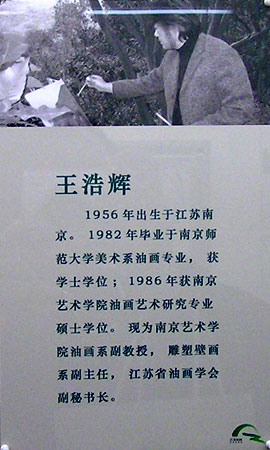 王浩辉
1956 年出生于江苏南
京。 1982 年毕业于南京师
范大学美术系油画专业， 获
学士学位； 1986 年获南京
艺术学院油画艺术研究专业
硕士学位。 现为南京艺术学
院油画系副教授， 雕塑壁画
系副主任， 江苏省油画学会
副秘书长。